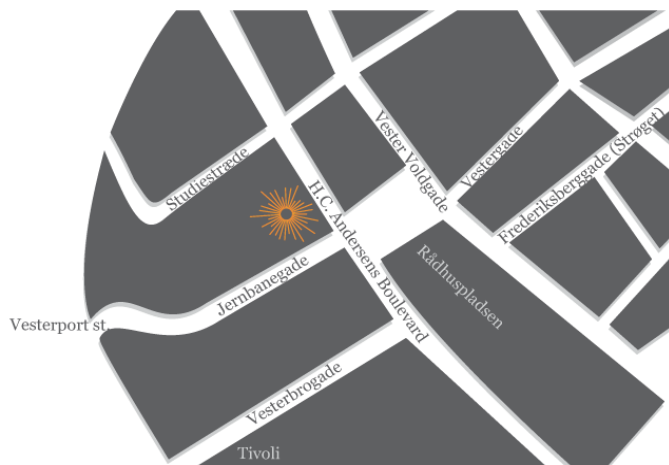 Studiestræde
H.C. Andersens Boulevard
Vester Voldgade
Vestergade
Frederiksberggade (Strøget)
Rådhuspladsen
Jernbanegade
Vesterport st.
Vesterbrogade
Tivoli